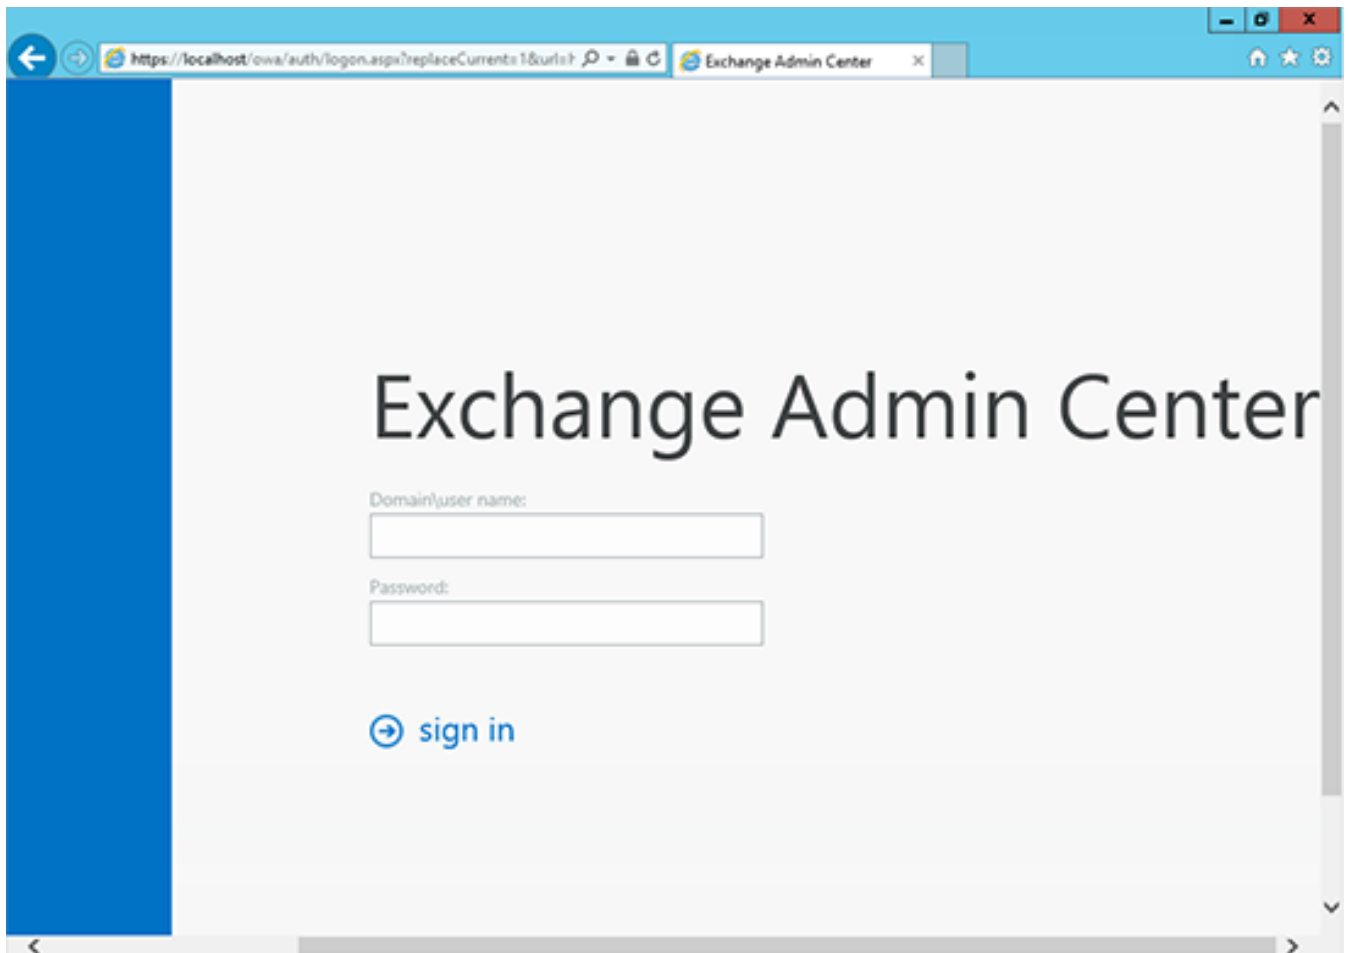 https://localhost/owa/auth/logon.aspx?replaceCurrent=1&url=
Exchange Admin Center
Exchange Admin Center
Domain\user name:
Password:
sign in